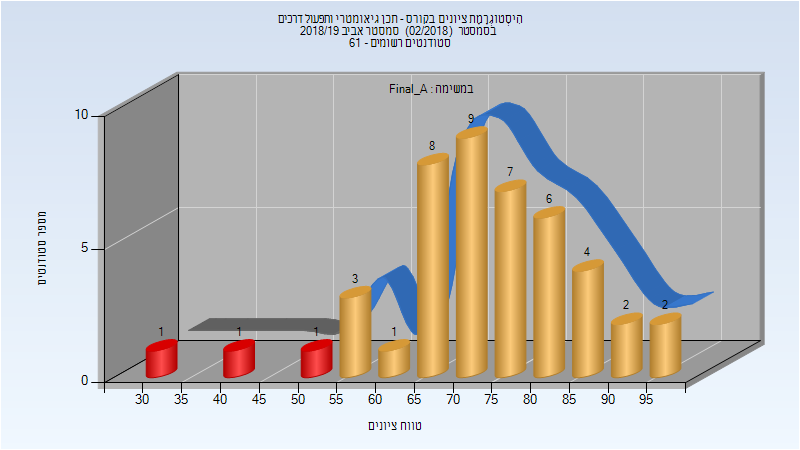 היסטוגרמת ציונים בקורס - תכן גיאומטרי ותפעול דרכים
בסמסטר (02/2018) סמסטר אביב 2018/19
סטודנטים רשומים - 61
במשימה : Final_A
10
5
0
מספר סטודנטים
1
1
1
3
1
8
9
7
6
4
2
2
30 35 40 45 50 55 60 65 70 75 80 85 90 95
טווח ציונים